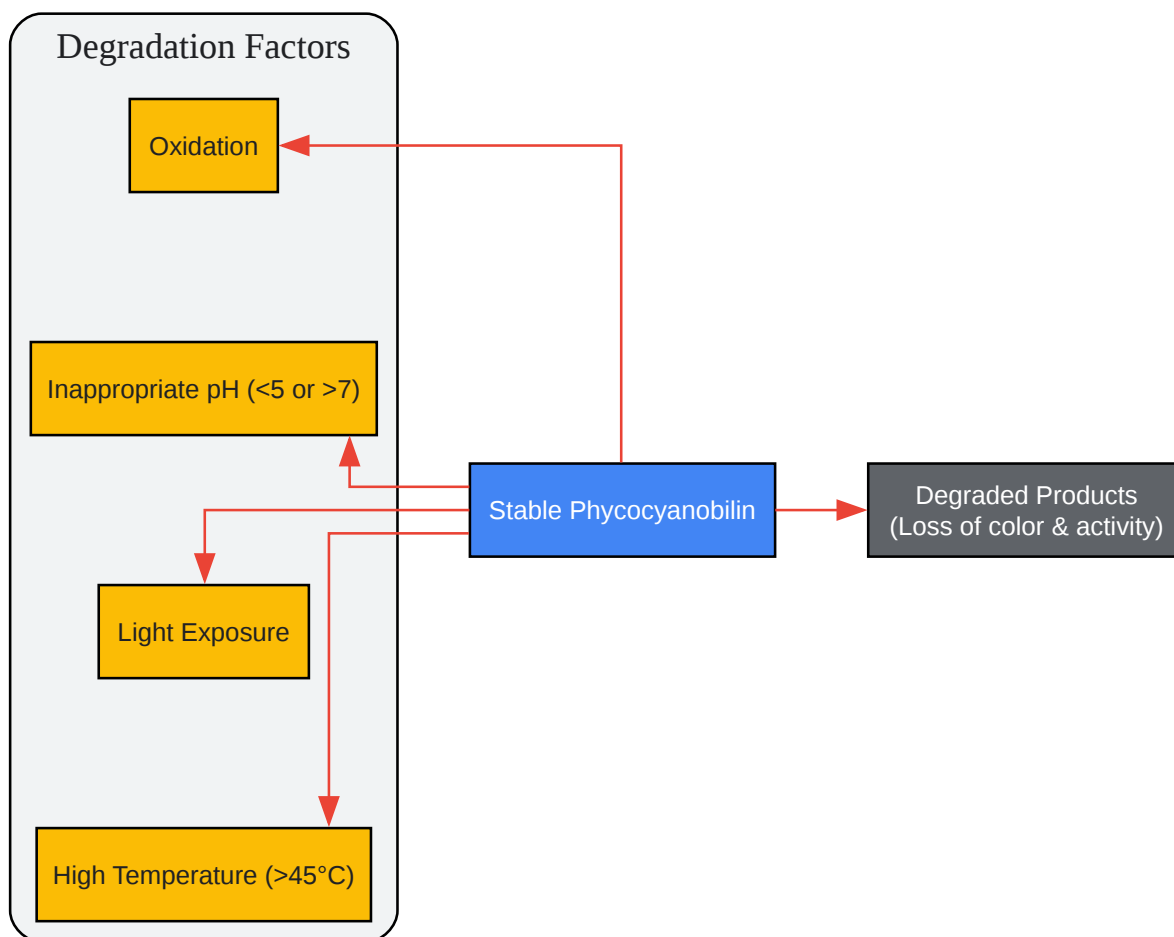 Degradation Factors
Oxidation
Inappropriate pH (<5 or >7)
Stable Phycocyanobilin
Degraded Products
(Loss of color & activity)
Light Exposure
High Temperature (>45°C)